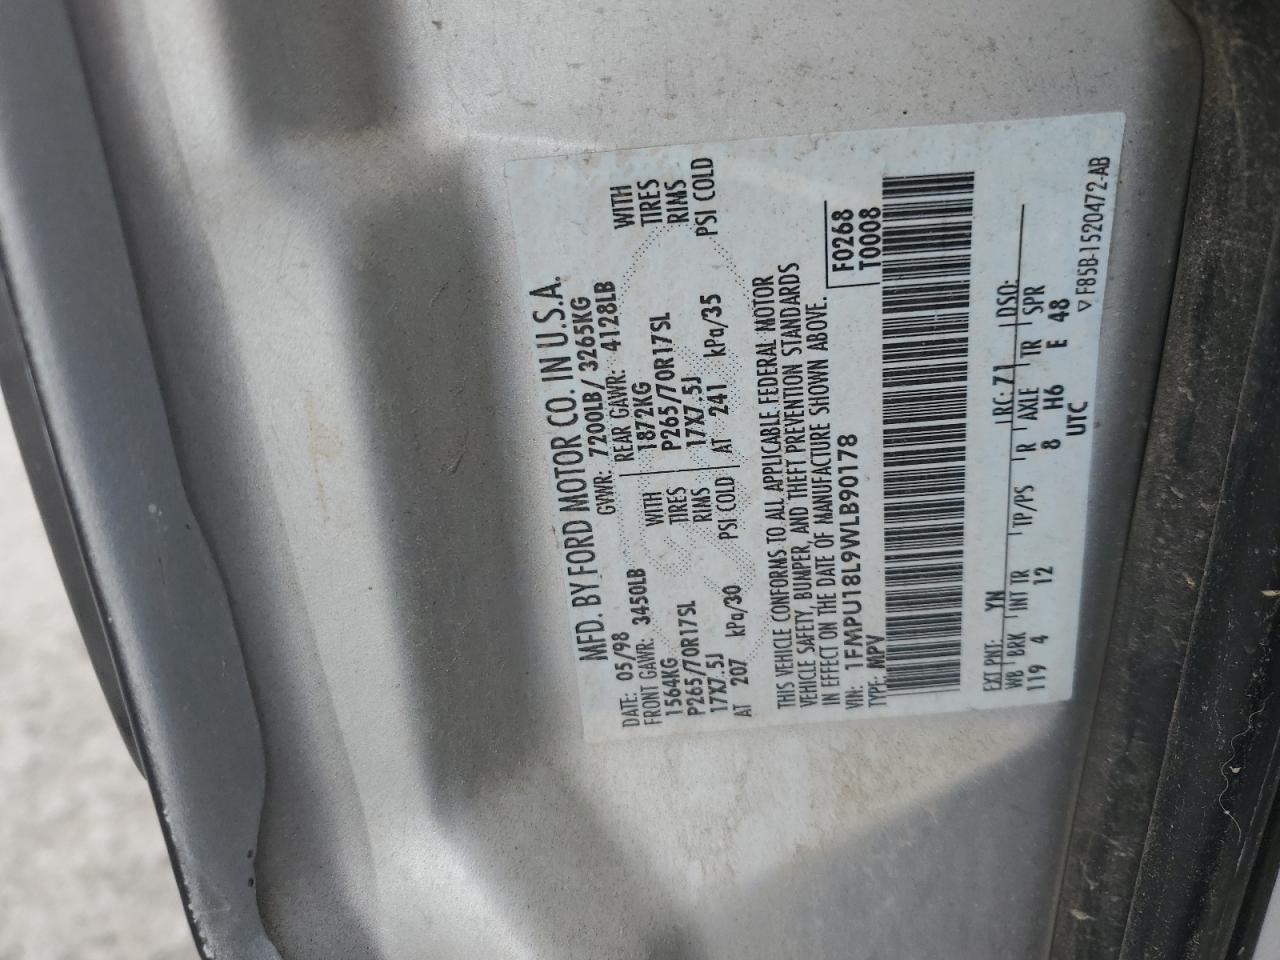 MFD. BY FORD MOTOR CO. IN U.S.A.
DATE: 05/98 GVWR: 7200LB/ 3265KG
FRONT GAWR: 3450LB REAR GAWR: 4128LB
1564KG WITH 1872KG WITH
P265/70R17SL TIRES P265/70R17SL TIRES
17X7.5J RIMS 17X7.5J RIMS
AT 207 kPa/30 PSI COLD AT 241 kPa/35 PSI COLD
THIS VEHICLE CONFORMS TO ALL APPLICABLE FEDERAL MOTOR
VEHICLE SAFETY, BUMPER, AND THEFT PREVENTION STANDARDS
IN EFFECT ON THE DATE OF MANUFACTURE SHOWN ABOVE.
VIN: 1FMPU18L9WLB90178 F0268
TYPE: MPV T0008
EXT PNT: YN RC: 71 DSO:
WB BRK INT TR TP/PS R AXLE TR SPR
119 4 12 8 H6 E 48
UTC
▽ F85B-1520472-AB